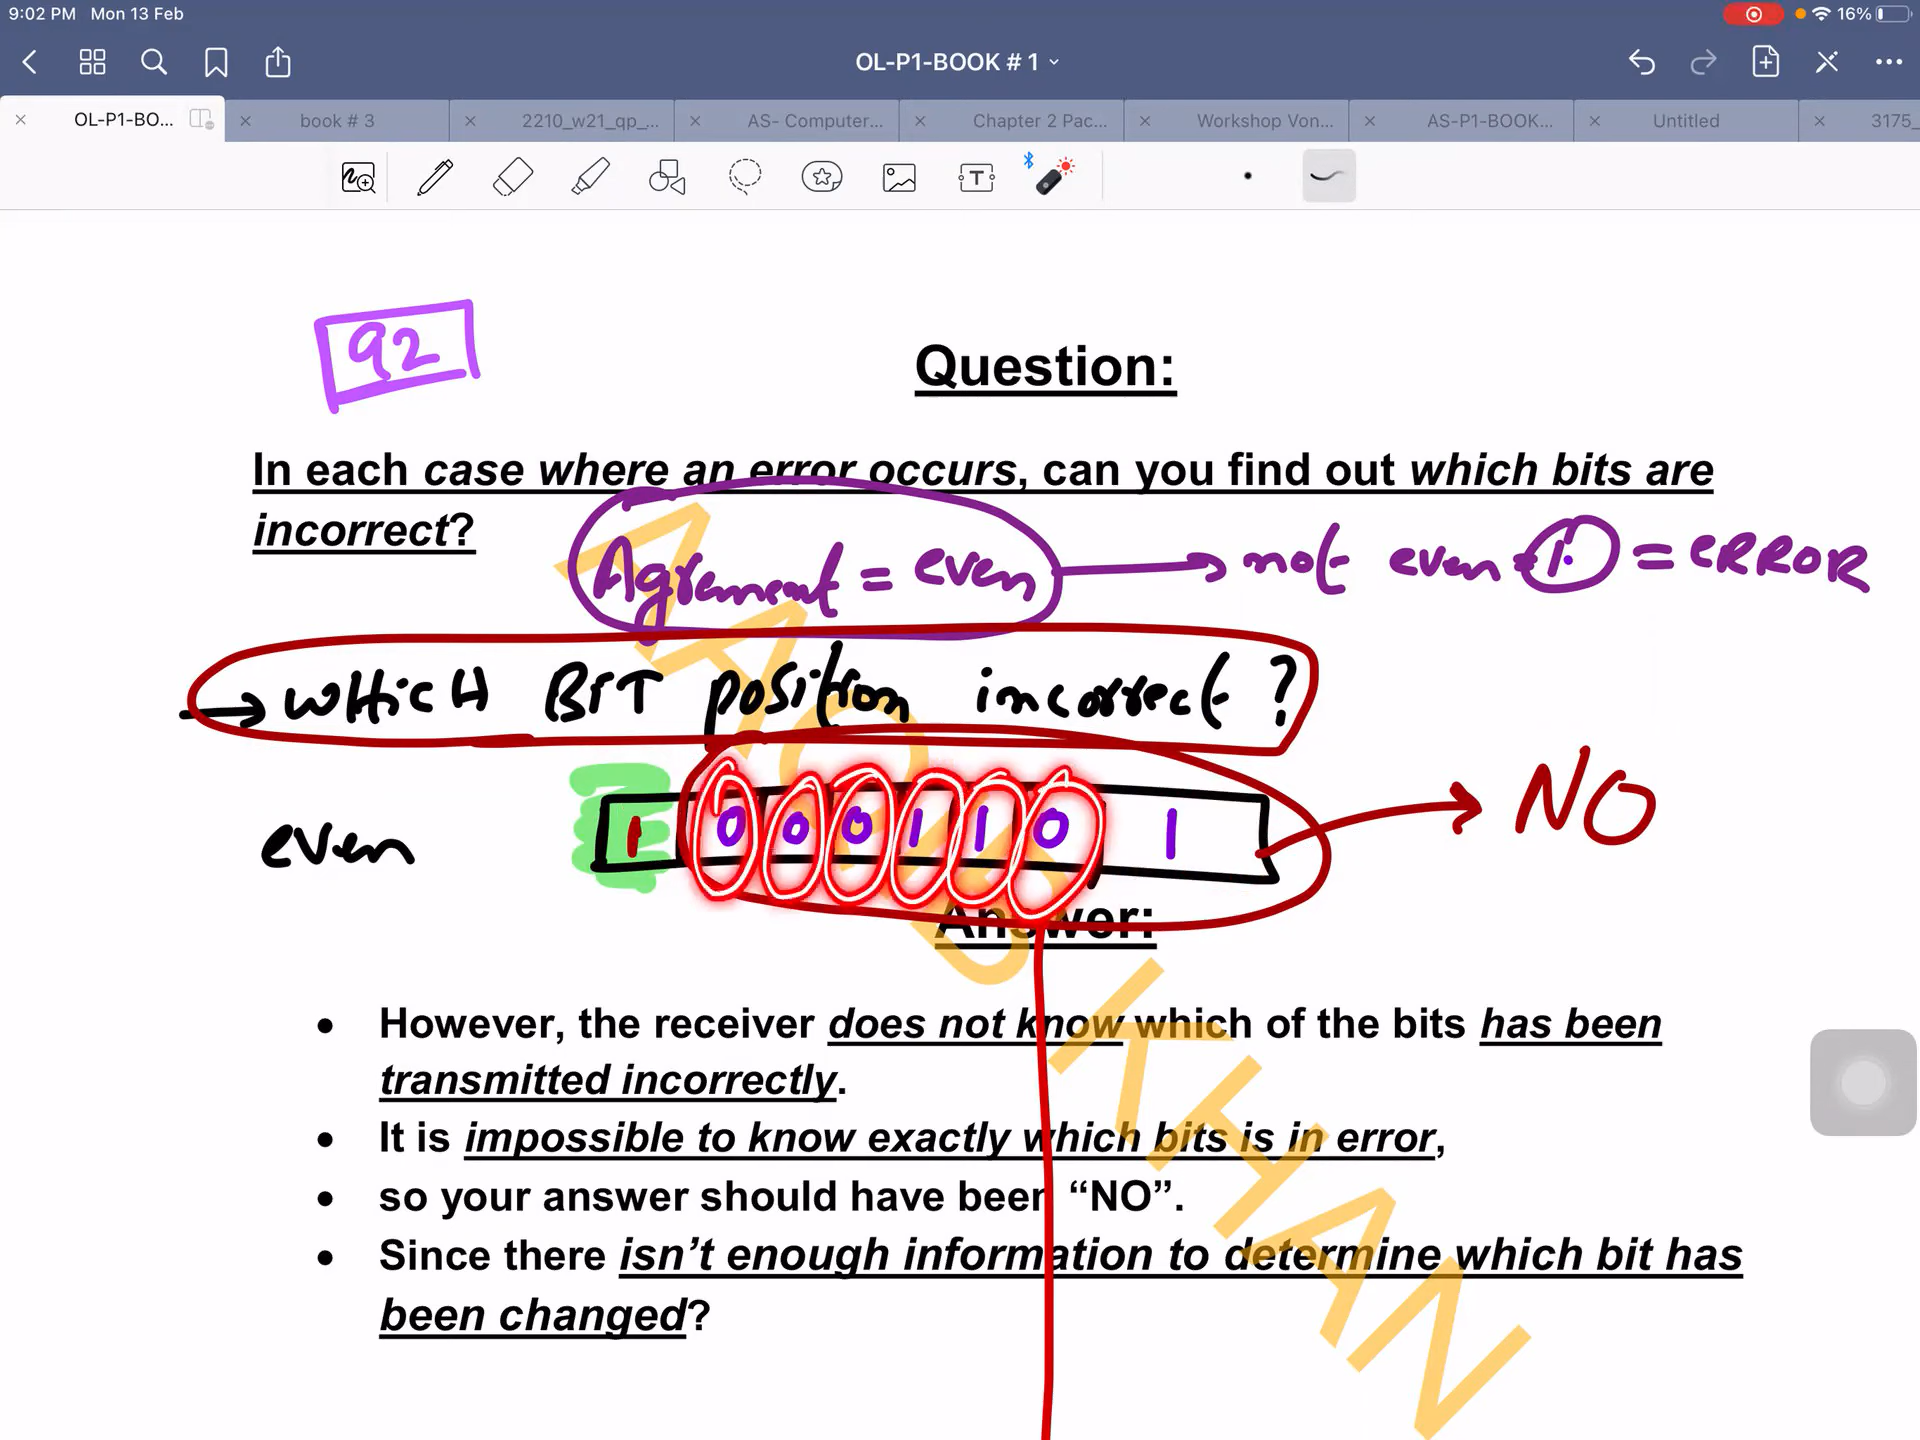 9:02 PM Mon 13 Feb 16%
OL-P1-BOOK # 1
OL-P1-BO... book # 3 2210_w21_qp_... AS- Computer... Chapter 2 Pac... Workshop Von... AS-P1-BOOK... Untitled 3175_
92
Question:
In each case where an error occurs, can you find out which bits are
incorrect?
Agrement = even → not even 1 = ERROR
→ WHICH BIT position incorrect?
even 1 0 0 0 1 1 0 1 → NO
Answer:
• However, the receiver does not know which of the bits has been
transmitted incorrectly.
• It is impossible to know exactly which bits is in error,
• so your answer should have been “NO”.
• Since there isn’t enough information to determine which bit has
been changed?
KHAN